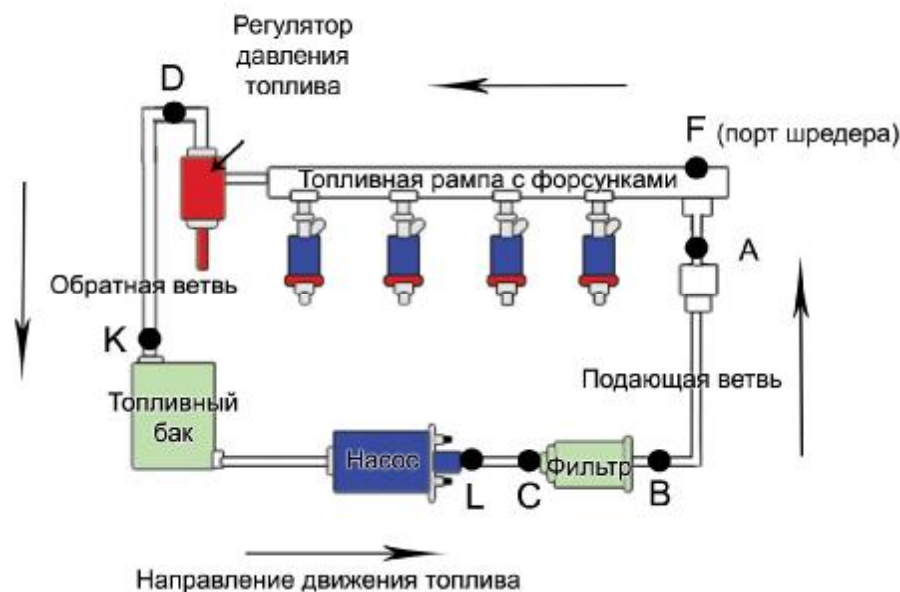 Регулятор
давления
топлива
D
F (порт шредера)
Топливная рампа с форсунками
A
Обратная ветвь
K
Подающая ветвь
Топливный
бак
Насос
Фильтр
L
C
B
Направление движения топлива